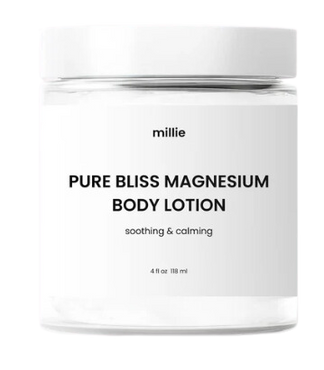 millie
PURE BLISS MAGNESIUM
BODY LOTION
soothing & calming
4 fl oz 118 ml